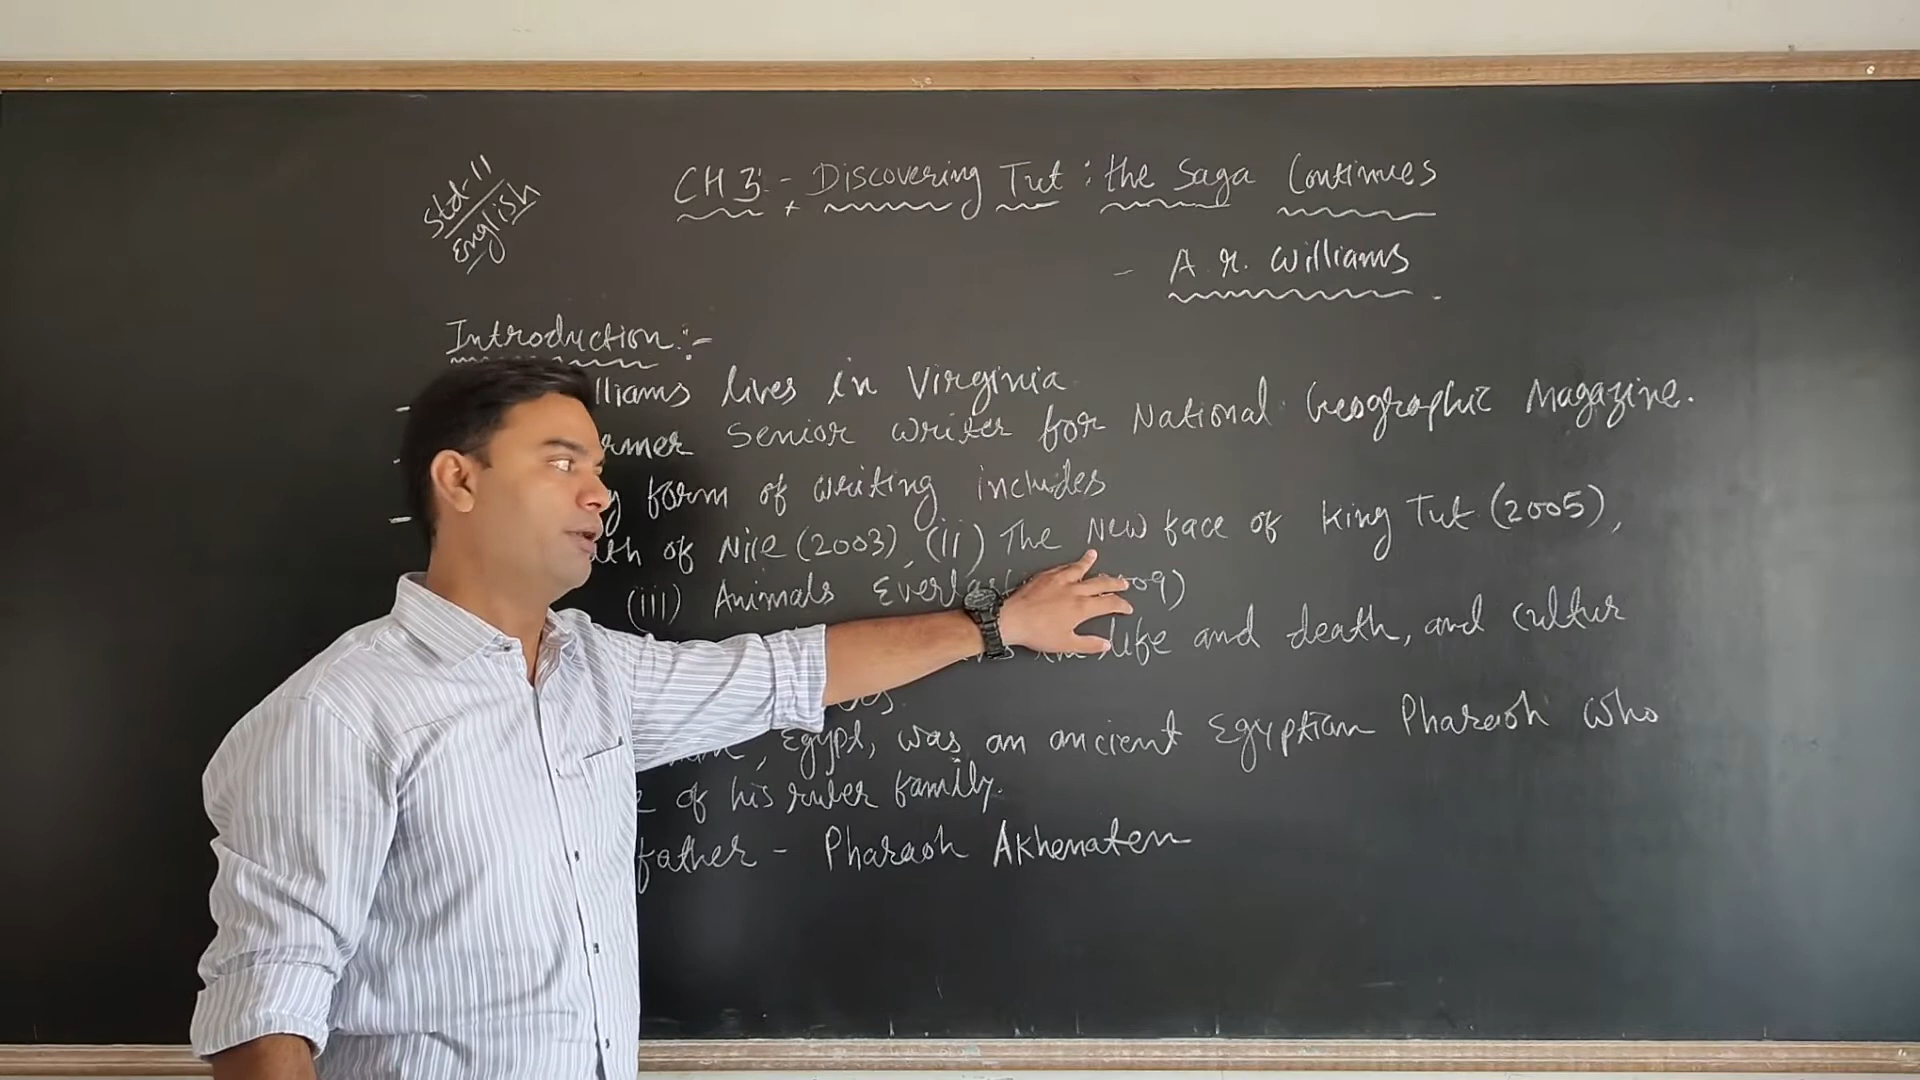 Std-11
English
CH 3 - Discovering Tut : the Saga Continues
- A. R. Williams
Introduction :-
lliams lives in Virginia
rmer Senior writer for National Geographic Magazine.
y form of writing includes
th of Nile (2003) (ii) The New face of King Tut (2005),
(iii) Animals 009)
life and death, and cultur
, Egypt, was an ancient Egyptian Pharaoh who
of his ruler family.
father - Pharaoh Akhenaten